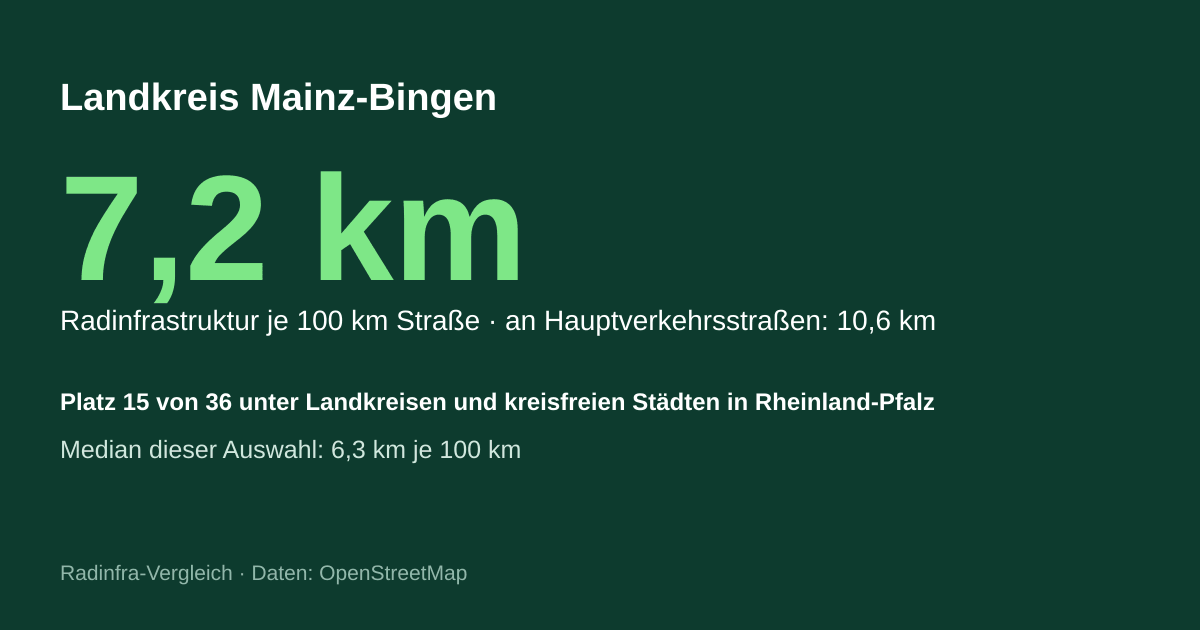 Landkreis Mainz-Bingen
7,2 km
Radinfrastruktur je 100 km Straße · an Hauptverkehrsstraßen: 10,6 km
Platz 15 von 36 unter Landkreisen und kreisfreien Städten in Rheinland-Pfalz
Median dieser Auswahl: 6,3 km je 100 km
Radinfra-Vergleich · Daten: OpenStreetMap